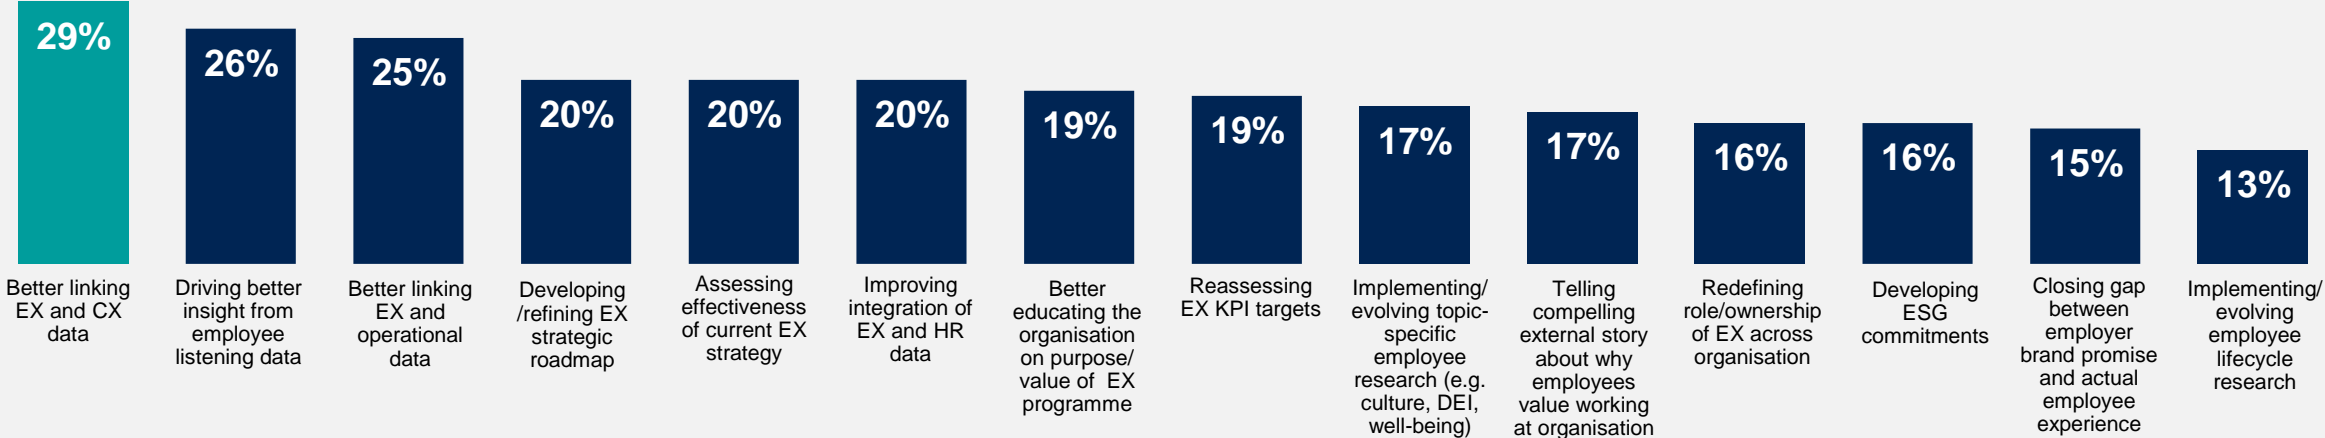 29%
26%
25%
20%
20%
20%
19%
19%
17%
17%
16%
16%
15%
13%
Better linking
EX and CX
data
Driving better
insight from
employee
listening data
Better linking
EX and
operational
data
Developing
/refining EX
strategic
roadmap
Assessing
effectiveness
of current EX
strategy
Improving
integration of
EX and HR
data
Better
educating the
organisation
on purpose/
value of  EX
programme
Reassessing
EX KPI targets
Implementing/
evolving topic-
specific
employee
research (e.g.
culture, DEI,
well-being)
Telling
compelling
external story
about why
employees
value working
at organisation
Redefining
role/ownership
of EX across
organisation
Developing
ESG
commitments
Closing gap
between
employer
brand promise
and actual
employee
experience
Implementing/
evolving
employee
lifecycle
research